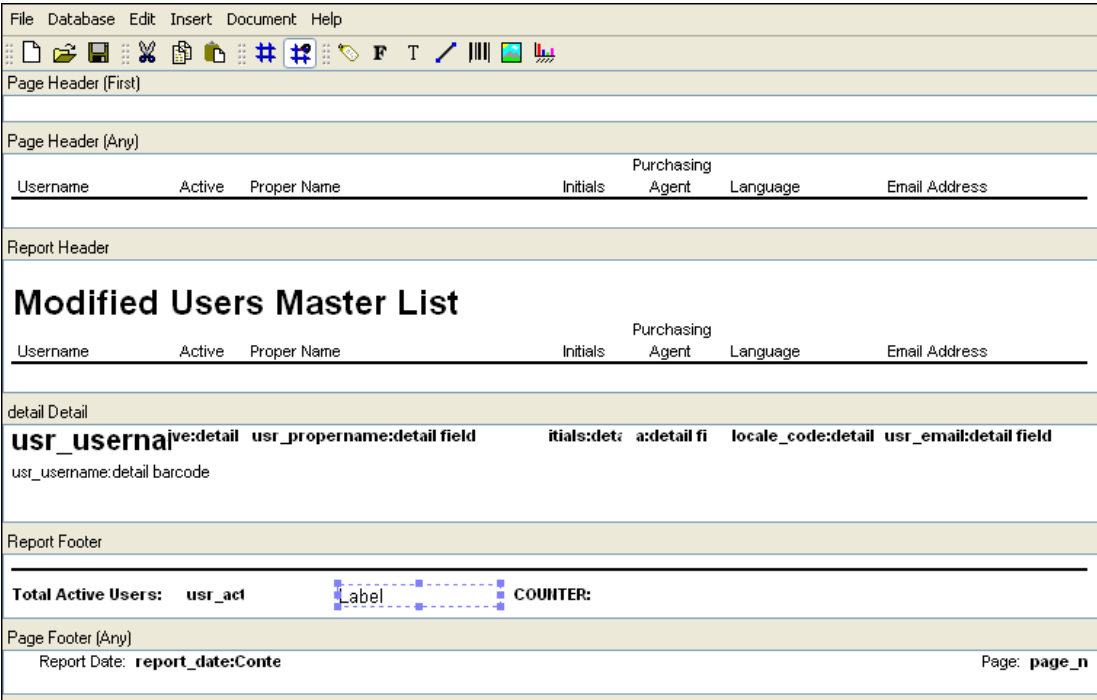 File Database Edit Insert Document Help
F T
Page Header (First)
Page Header (Any)
Purchasing
Username Active Proper Name Initials Agent Language Email Address
Report Header
Modified Users Master List
Purchasing
Username Active Proper Name Initials Agent Language Email Address
detail Detail
usr_usernai ive:detail usr_propername:detail field itials:deta a:detail fi locale_code:detail usr_email:detail field
usr_username:detail barcode
Report Footer
Total Active Users: usr_act Label COUNTER:
Page Footer (Any)
Report Date: report_date:Conte Page: page_n